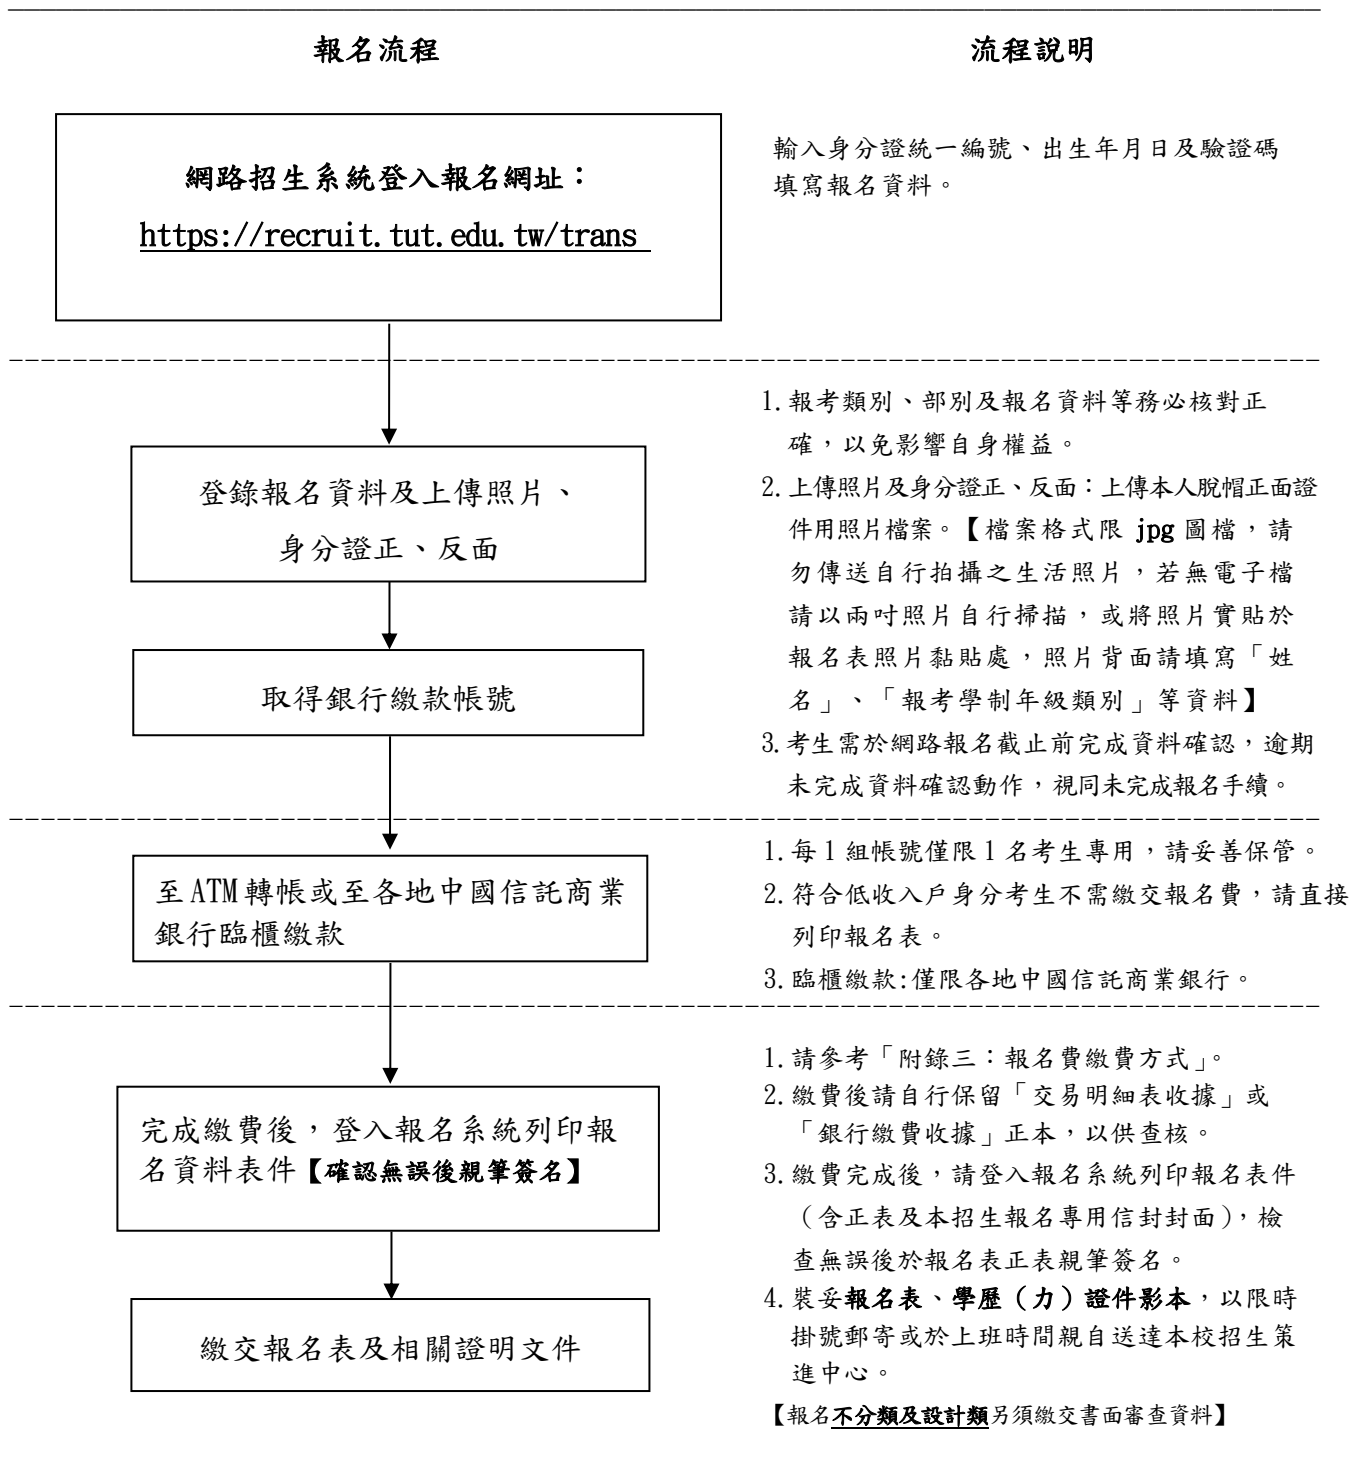 報名流程
流程說明
網路招生系統登入報名網址：
https://recruit.tut.edu.tw/trans
輸入身分證統一編號、出生年月日及驗證碼
填寫報名資料。
登錄報名資料及上傳照片、
身分證正、反面
取得銀行繳款帳號
1.報考類別、部別及報名資料等務必核對正
確，以免影響自身權益。
2.上傳照片及身分證正、反面：上傳本人脫帽正面證
件用照片檔案。【檔案格式限 jpg 圖檔，請
勿傳送自行拍攝之生活照片，若無電子檔
請以兩吋照片自行掃描，或將照片實貼於
報名表照片黏貼處，照片背面請填寫「姓
名」、「報考學制年級類別」等資料】
3.考生需於網路報名截止前完成資料確認，逾期
未完成資料確認動作，視同未完成報名手續。
至 ATM 轉帳或至各地中國信託商業
銀行臨櫃繳款
1.每 1 組帳號僅限 1 名考生專用，請妥善保管。
2.符合低收入戶身分考生不需繳交報名費，請直接
列印報名表。
3.臨櫃繳款:僅限各地中國信託商業銀行。
完成繳費後，登入報名系統列印報
名資料表件【確認無誤後親筆簽名】
繳交報名表及相關證明文件
1.請參考「附錄三：報名費繳費方式」。
2.繳費後請自行保留「交易明細表收據」或
「銀行繳費收據」正本，以供查核。
3.繳費完成後，請登入報名系統列印報名表件
（含正表及本招生報名專用信封封面），檢
查無誤後於報名表正表親筆簽名。
4.裝妥報名表、學歷（力）證件影本，以限時
掛號郵寄或於上班時間親自送達本校招生策
進中心。
【報名不分類及設計類另須繳交書面審查資料】